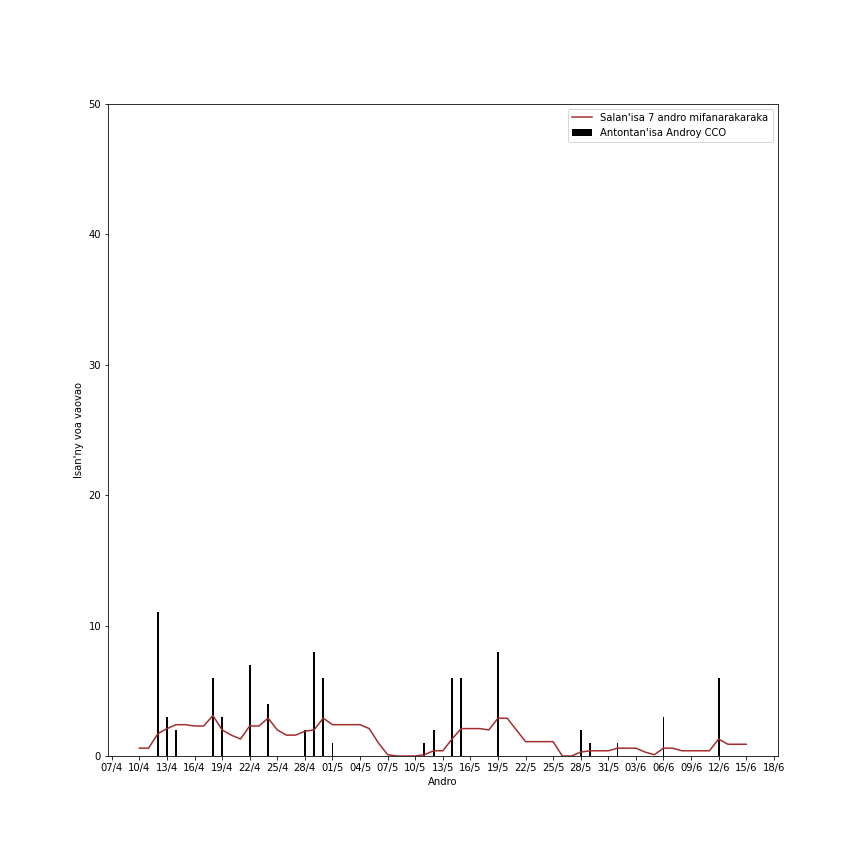 Salan'isa 7 andro mifanarakaraka
Antontan'isa Androy CCO
50
40
30
20
10
0
Isan'ny voa vaovao
07/4 10/4 13/4 16/4 19/4 22/4 25/4 28/4 01/5 04/5 07/5 10/5 13/5 16/5 19/5 22/5 25/5 28/5 31/5 03/6 06/6 09/6 12/6 15/6 18/6
Andro